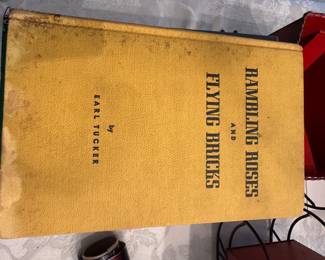 RAMBLING ROSES
AND
FLYING BRICKS
by
EARL TUCKER